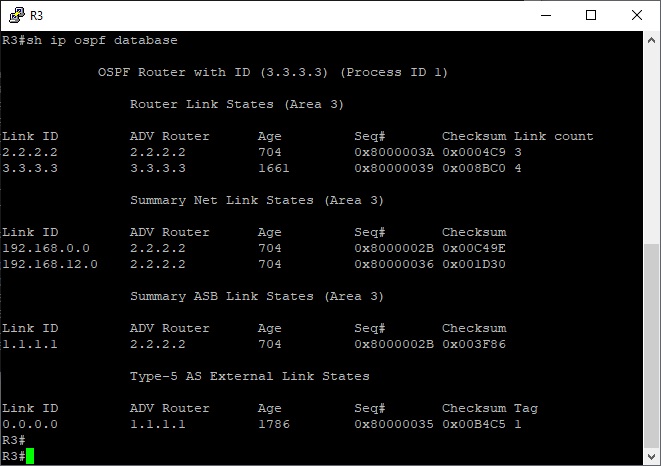 R3
R3#sh ip ospf database
OSPF Router with ID (3.3.3.3) (Process ID 1)
Router Link States (Area 3)
Link ID ADV Router Age Seq# Checksum Link count
2.2.2.2 2.2.2.2 704 0x8000003A 0x0004C9 3
3.3.3.3 3.3.3.3 1661 0x80000039 0x008BC0 4
Summary Net Link States (Area 3)
Link ID ADV Router Age Seq# Checksum
192.168.0.0 2.2.2.2 704 0x8000002B 0x00C49E
192.168.12.0 2.2.2.2 704 0x80000036 0x001D30
Summary ASB Link States (Area 3)
Link ID ADV Router Age Seq# Checksum
1.1.1.1 2.2.2.2 704 0x8000002B 0x003F86
Type-5 AS External Link States
Link ID ADV Router Age Seq# Checksum Tag
0.0.0.0 1.1.1.1 1786 0x80000035 0x00B4C5 1
R3#
R3#